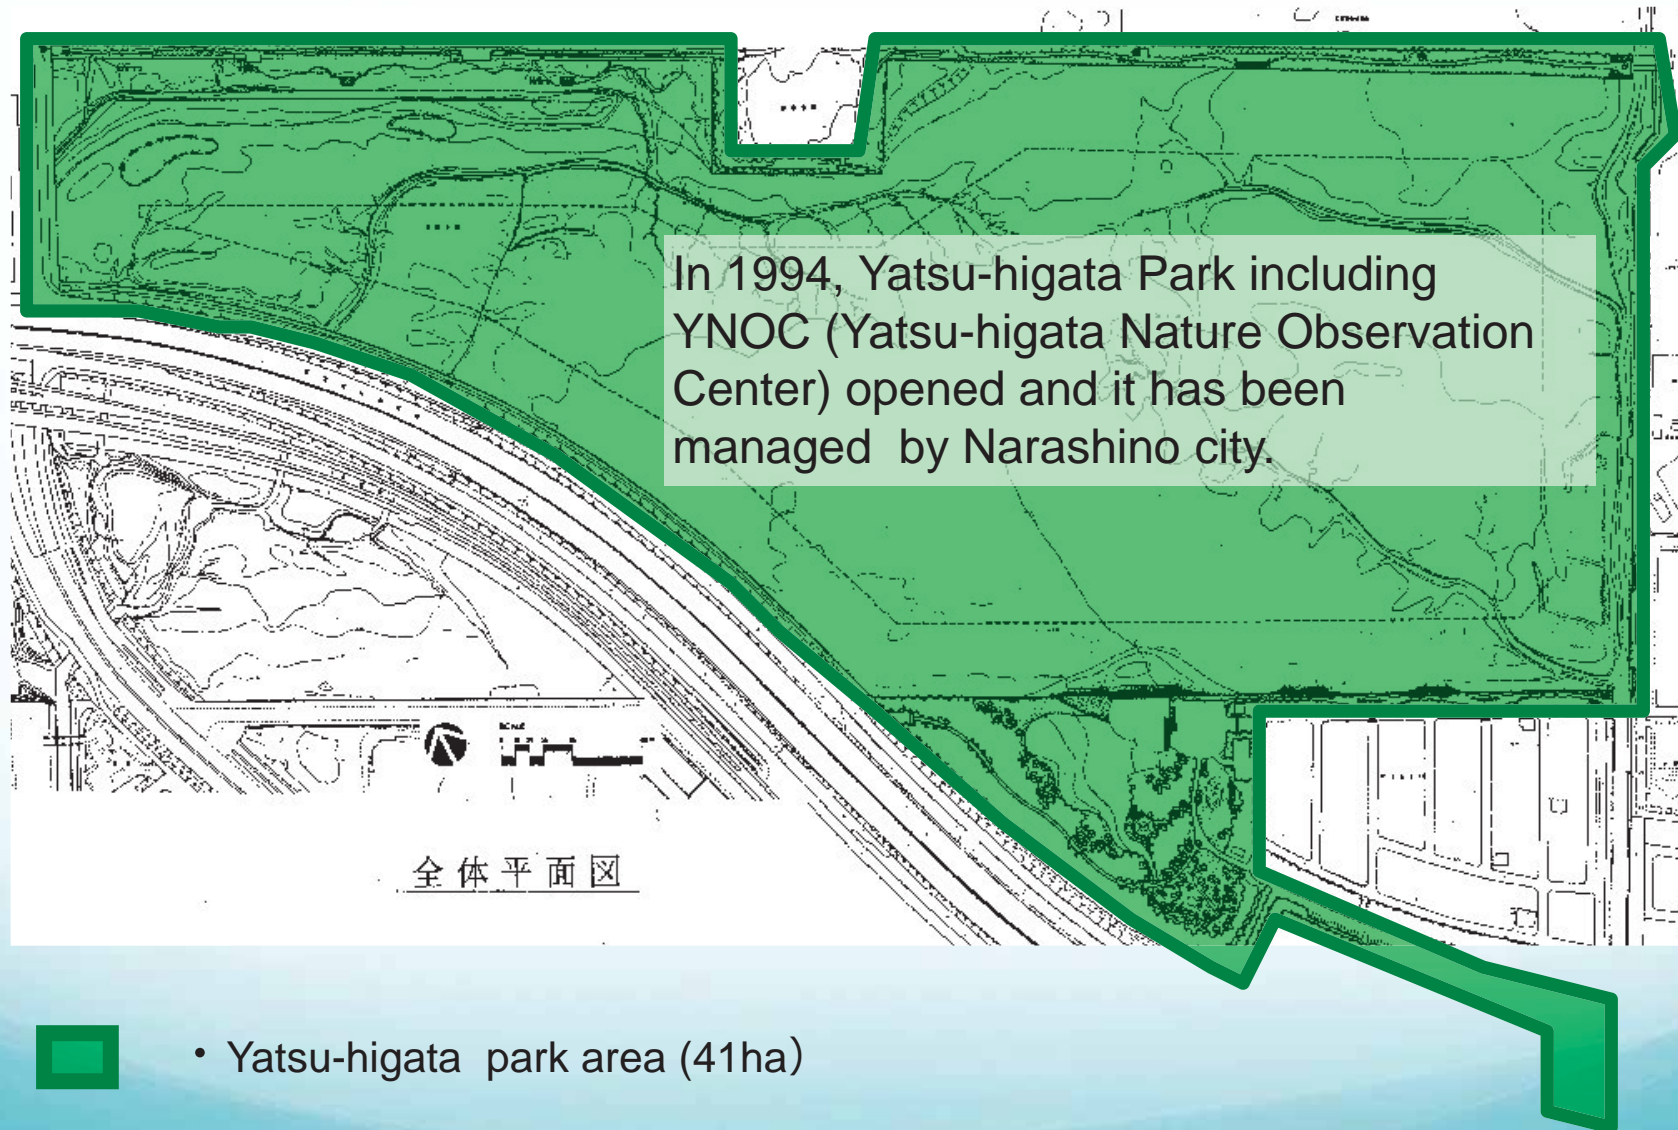 In 1994, Yatsu-higata Park including
YNOC (Yatsu-higata Nature Observation
Center) opened and it has been
managed  by Narashino city.
SCALE
全体平面図
・Yatsu-higata  park area (41ha）